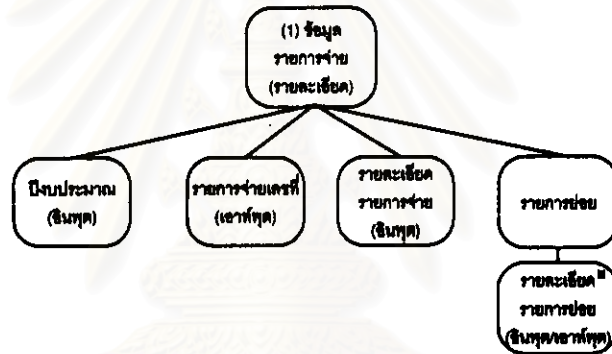 (1) ข้อมูล
รายการจ่าย
(รายละเอียด)
ปีงบประมาณ
(อินพุต)
รายการจ่ายเลขที่
(เอาท์พุต)
รายละเอียด
รายการจ่าย
(อินพุต)
รายการย่อย
รายละเอียด
รายการย่อย
(อินพุต/เอาท์พุต)